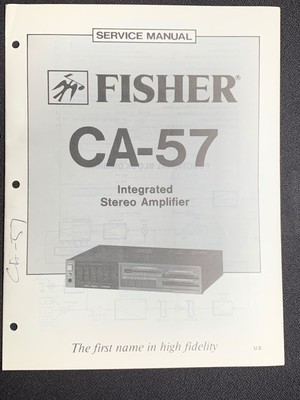 SERVICE MANUAL
FISHER®
CA-57
Integrated
Stereo Amplifier
CA-57
The first name in high fidelity